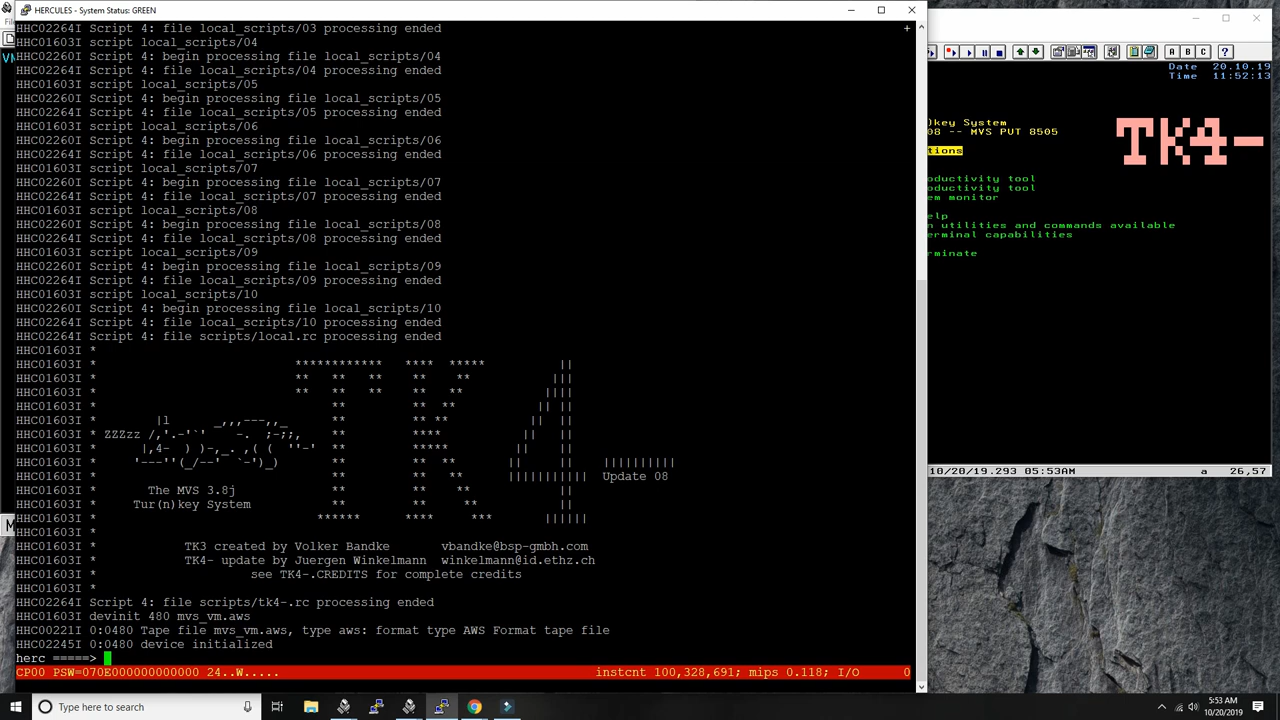 HERCULES - System Status: GREEN
HHC02264I Script 4: file local_scripts/03 processing ended +
HHC01603I script local_scripts/04
HHC02260I Script 4: begin processing file local_scripts/04
HHC02264I Script 4: file local_scripts/04 processing ended
HHC01603I script local_scripts/05
HHC02260I Script 4: begin processing file local_scripts/05
HHC02264I Script 4: file local_scripts/05 processing ended
HHC01603I script local_scripts/06
HHC02260I Script 4: begin processing file local_scripts/06
HHC02264I Script 4: file local_scripts/06 processing ended
HHC01603I script local_scripts/07
HHC02260I Script 4: begin processing file local_scripts/07
HHC02264I Script 4: file local_scripts/07 processing ended
HHC01603I script local_scripts/08
HHC02260I Script 4: begin processing file local_scripts/08
HHC02264I Script 4: file local_scripts/08 processing ended
HHC01603I script local_scripts/09
HHC02260I Script 4: begin processing file local_scripts/09
HHC02264I Script 4: file local_scripts/09 processing ended
HHC01603I script local_scripts/10
HHC02260I Script 4: begin processing file local_scripts/10
HHC02264I Script 4: file local_scripts/10 processing ended
HHC02264I Script 4: file scripts/local.rc processing ended
HHC01603I *
HHC01603I * ************ **** ***** ||
HHC01603I * ** ** ** ** ** |||
HHC01603I * ** ** ** ** ** ||||
HHC01603I * ** ** ** || ||
HHC01603I * |l _,,,---,,_ ** ** ** || ||
HHC01603I * ZZZzz /,'.-'`' -. ;-;;, ** **** || ||
HHC01603I * |,4- ) )-,_. ,( ( ''-' ** ***** || ||
HHC01603I * '---''(_/--' `-')_) ** ** ** || || ||||||||||
HHC01603I * ** ** ** ||||||||||| Update 08
HHC01603I * The MVS 3.8j ** ** ** ||
HHC01603I * Tur(n)key System ** ** ** ||
HHC01603I * ****** **** *** ||||||
HHC01603I *
HHC01603I * TK3 created by Volker Bandke vbandke@bsp-gmbh.com
HHC01603I * TK4- update by Juergen Winkelmann winkelmann@id.ethz.ch
HHC01603I * see TK4-.CREDITS for complete credits
HHC01603I *
HHC02264I Script 4: file scripts/tk4-.rc processing ended
HHC01603I devinit 480 mvs_vm.aws
HHC00221I 0:0480 Tape file mvs_vm.aws, type aws: format type AWS Format tape file
HHC02245I 0:0480 device initialized
herc =====>
CP00 PSW=070E000000000000 24..W..... instcnt 100,328,691; mips 0.118; I/O 0
A B C ?
Date 20.10.19
Time 11:52:13
)key System
08 -- MVS PUT 8505
TK4-
tions
oductivity tool
oductivity tool
em monitor
elp
n utilities and commands available
erminal capabilities
rminate
10/20/19.293 05:53AM a 26,57
Type here to search
5:53 AM
10/20/2019